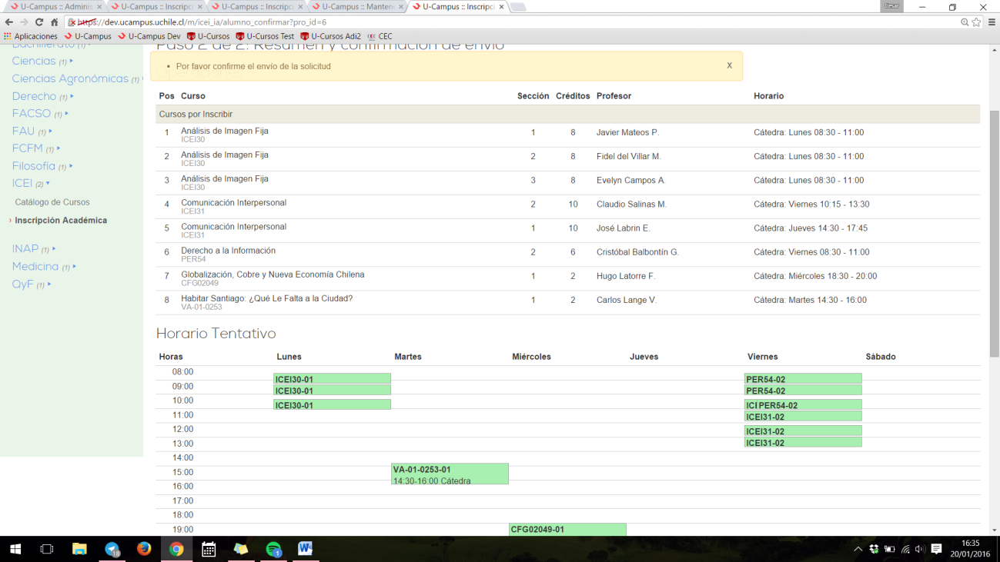 U-Campus :: Adminis
U-Campus :: Inscripc
U-Campus :: Inscripc
U-Campus :: Manten
U-Campus :: Inscripc
Cesar
https://dev.ucampus.uchile.cl/m/icei_ia/alumno_confirmar?pro_id=6
Aplicaciones U-Campus U-Campus Dev U-Cursos U-Cursos Test U-Cursos Adi2 CEC
Bachillerato (1)
Ciencias (1)
Ciencias Agronómicas (1)
Derecho (1)
FACSO (1)
FAU (1)
FCFM (1)
Filosofía (1)
ICEI (2)
Catálogo de Cursos
Inscripción Académica
INAP (1)
Medicina (1)
QyF (1)
Paso 2 de 2: Resumen y confirmación de envío
Por favor confirme el envío de la solicitud X
Pos Curso Sección Créditos Profesor Horario
Cursos por Inscribir
1 Análisis de Imagen Fija 1 8 Javier Mateos P. Cátedra: Lunes 08:30 - 11:00
ICEI30
2 Análisis de Imagen Fija 2 8 Fidel del Villar M. Cátedra: Lunes 08:30 - 11:00
ICEI30
3 Análisis de Imagen Fija 3 8 Evelyn Campos A. Cátedra: Lunes 08:30 - 11:00
ICEI30
4 Comunicación Interpersonal 2 10 Claudio Salinas M. Cátedra: Viernes 10:15 - 13:30
ICEI31
5 Comunicación Interpersonal 1 10 José Labrin E. Cátedra: Jueves 14:30 - 17:45
ICEI31
6 Derecho a la Información 2 6 Cristóbal Balbontín G. Cátedra: Viernes 08:30 - 11:00
PER54
7 Globalización, Cobre y Nueva Economía Chilena 1 2 Hugo Latorre F. Cátedra: Miércoles 18:30 - 20:00
CFG02049
8 Habitar Santiago: ¿Qué Le Falta a la Ciudad? 1 2 Carlos Lange V. Cátedra: Martes 14:30 - 16:00
VA-01-0253
Horario Tentativo
Horas Lunes Martes Miércoles Jueves Viernes Sábado
08:00
ICEI30-01 PER54-02
09:00
ICEI30-01 PER54-02
10:00
ICEI30-01 ICI PER54-02
11:00
ICEI31-02
12:00
ICEI31-02
13:00
ICEI31-02
14:00
VA-01-0253-01
15:00
14:30-16:00 Cátedra
16:00
17:00
18:00
19:00
CFG02049-01
18
1
16:35
20/01/2016